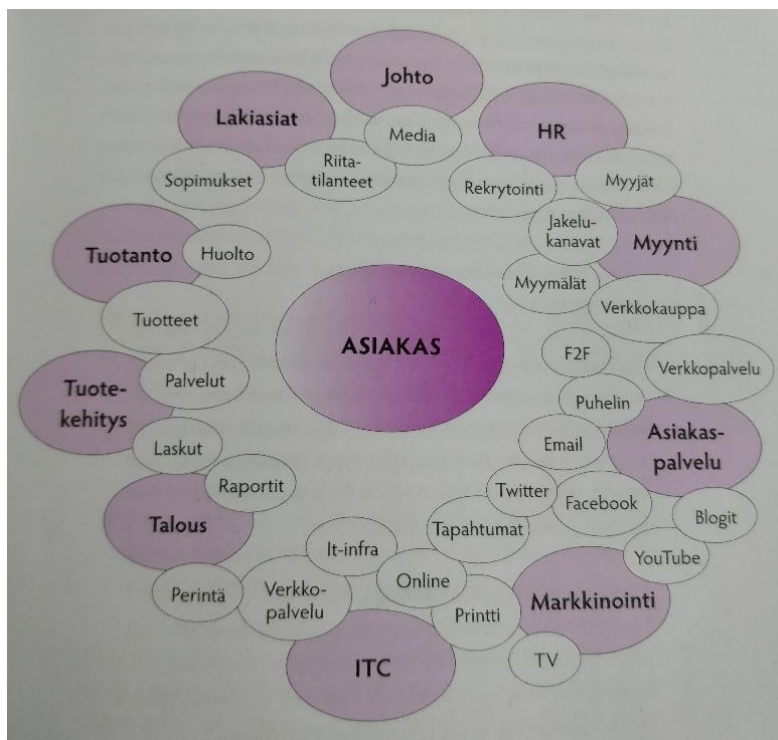 Johto
Media
Lakiasiat
Riita-
tilanteet
Sopimukset
HR
Rekrytointi
Myyjät
Jakelu-
kanavat
Myynti
Myymälät
Verkkokauppa
Tuotanto
Huolto
Tuotteet
ASIAKAS
F2F
Verkkopalvelu
Puhelin
Palvelut
Tuote-
kehitys
Asiakas-
palvelu
Email
Laskut
Raportit
Twitter
Facebook
Blogit
Talous
Tapahtumat
YouTube
It-infra
Online
Perintä
Verkko-
palvelu
Printti
Markkinointi
TV
ITC